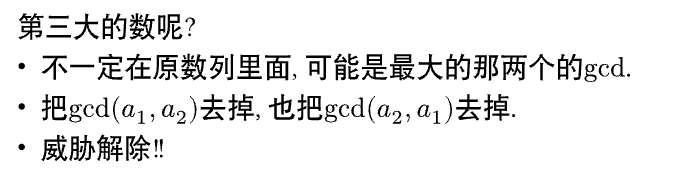 第三大的数呢?
• 不一定在原数列里面, 可能是最大的那两个的gcd.
• 把gcd(a₁, a₂)去掉, 也把gcd(a₂, a₁)去掉.
• 威胁解除!!